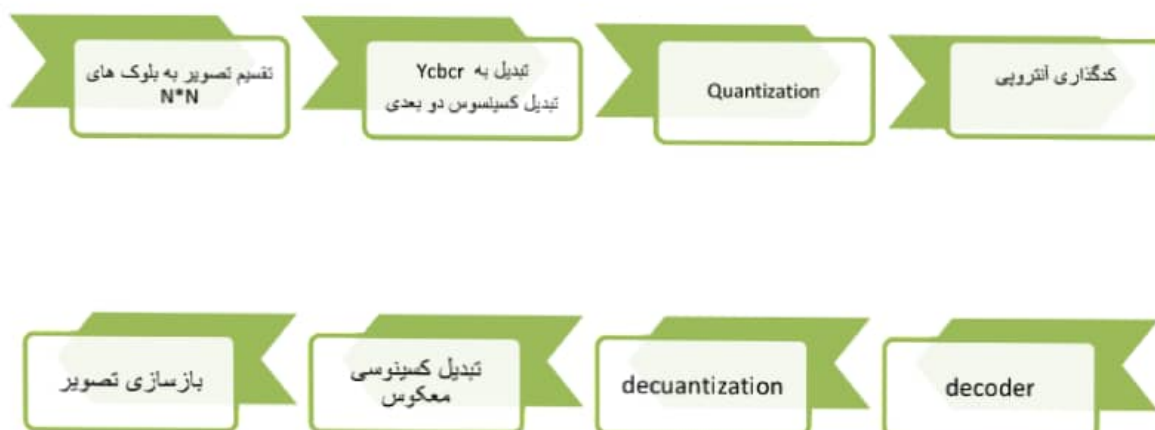 تقسیم تصویر به بلوک های
N*N
تبدیل به Ycbcr
تبدیل کسینسوس دو بعدی
Quantization
کدگذاری آنتروپی
بازسازی تصویر
تبدیل کسینوسی
معکوس
decuantization
decoder